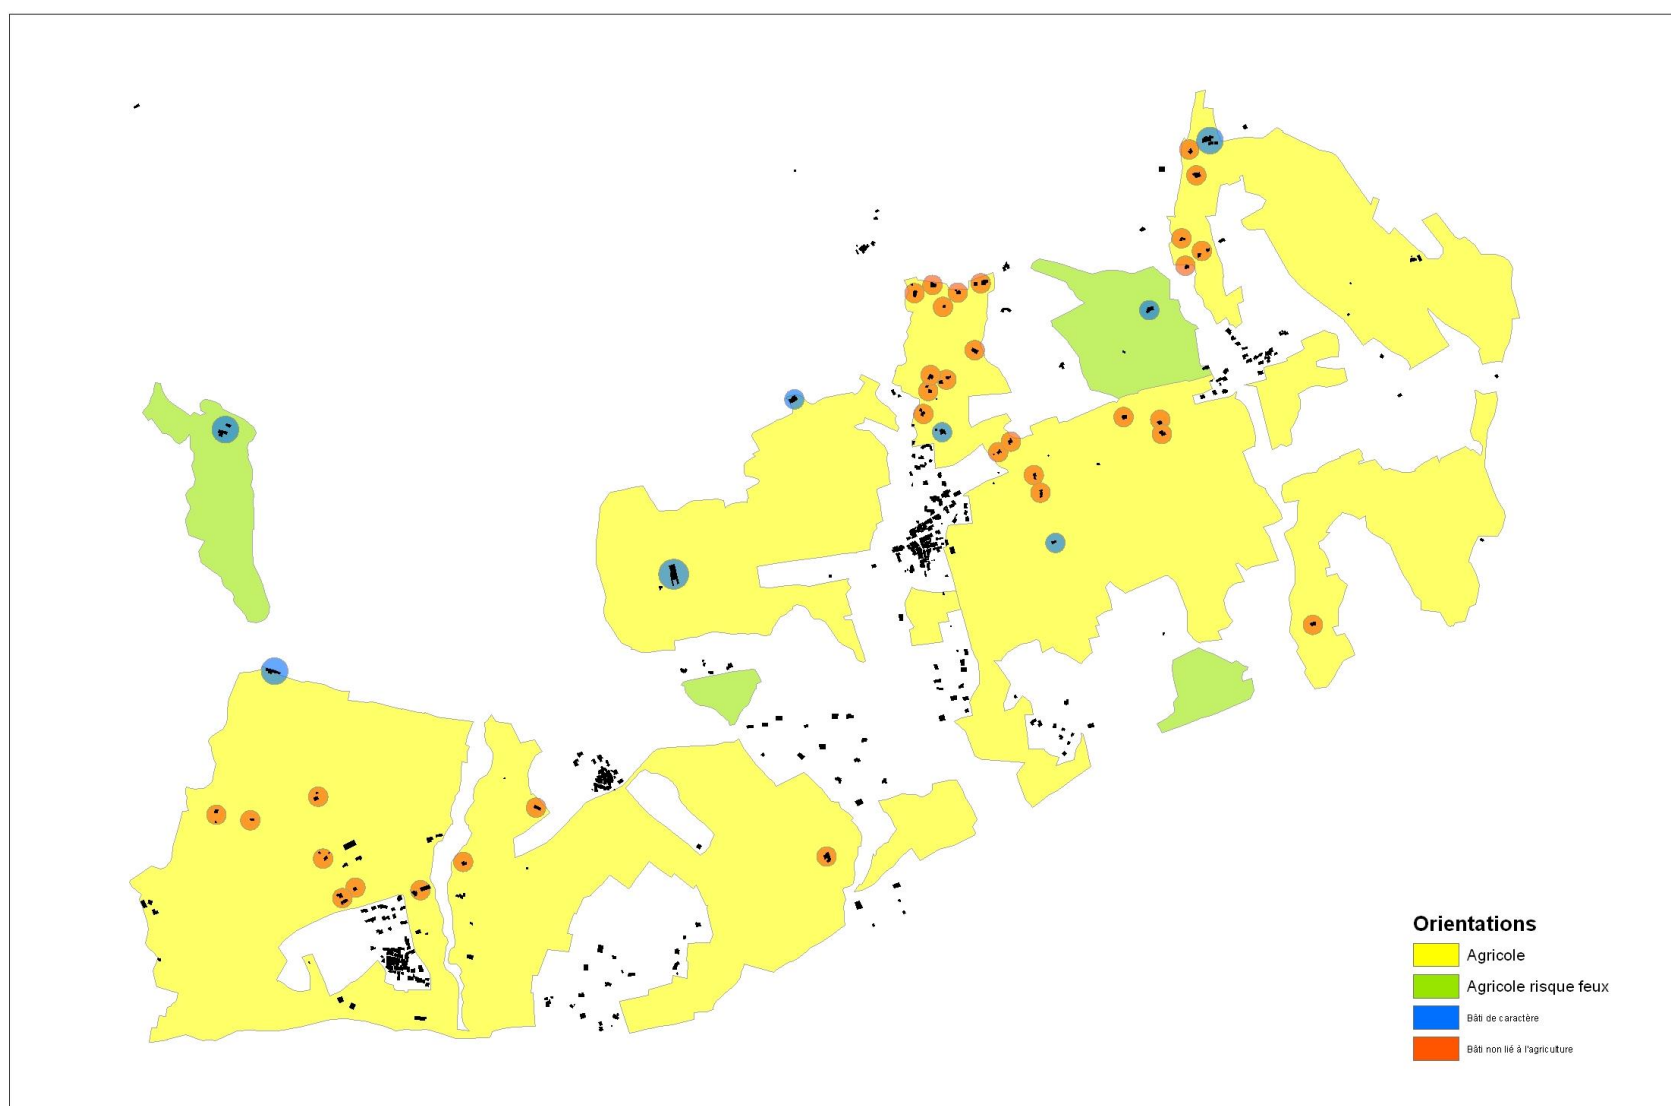 Orientations
Agricole
Agricole risque feux
Bâti de caractère
Bâti non lié à l'agriculture